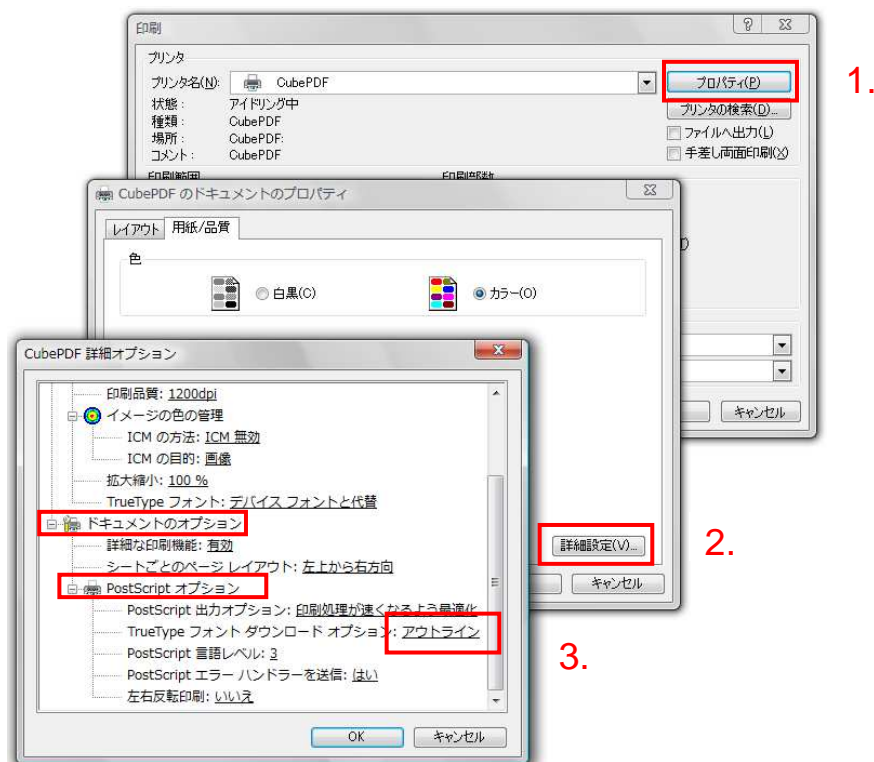 印刷
プリンタ
プリンタ名(N): CubePDF
プロパティ(P)
1.
状態: アイドリング中
プリンタの検索(D)...
種類: CubePDF
ファイルへ出力(L)
場所: CubePDF:
コメント: CubePDF
手差し両面印刷(X)
印刷範囲
印刷部数
CubePDF のドキュメントのプロパティ
レイアウト 用紙/品質
色
白黒(C)
カラー(O)
キャンセル
CubePDF 詳細オプション
印刷品質: 1200dpi
イメージの色の管理
ICM の方法: ICM 無効
ICM の目的: 画像
拡大縮小: 100 %
TrueType フォント: デバイス フォントと代替
ドキュメントのオプション
詳細な印刷機能: 有効
シートごとのページ レイアウト: 左上から右方向
PostScript オプション
PostScript 出力オプション: 印刷処理が速くなるよう最適化
TrueType フォント ダウンロード オプション: アウトライン
PostScript 言語レベル: 3
PostScript エラー ハンドラーを送信: はい
左右反転印刷: いいえ
OK
キャンセル
詳細設定(V)...
2.
キャンセル
3.